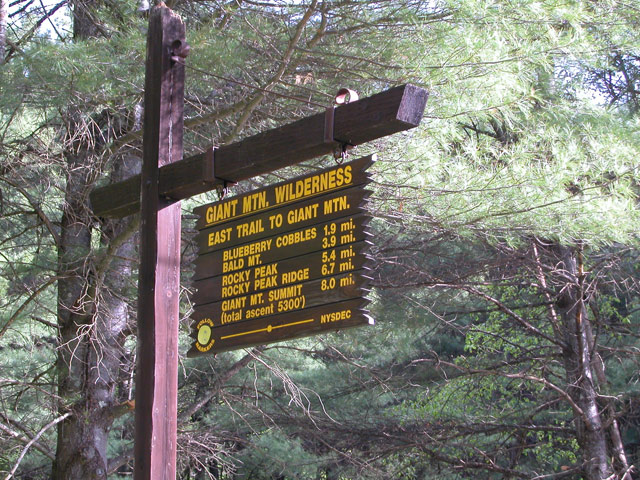 GIANT MTN. WILDERNESS
EAST TRAIL TO GIANT MTN.
BLUEBERRY COBBLES 1.9 mi.
BALD MT. 3.9 mi.
ROCKY PEAK 5.4 mi.
ROCKY PEAK RIDGE 6.7 mi.
GIANT MT. SUMMIT 8.0 mi.
(total ascent 5300')
NYSDEC